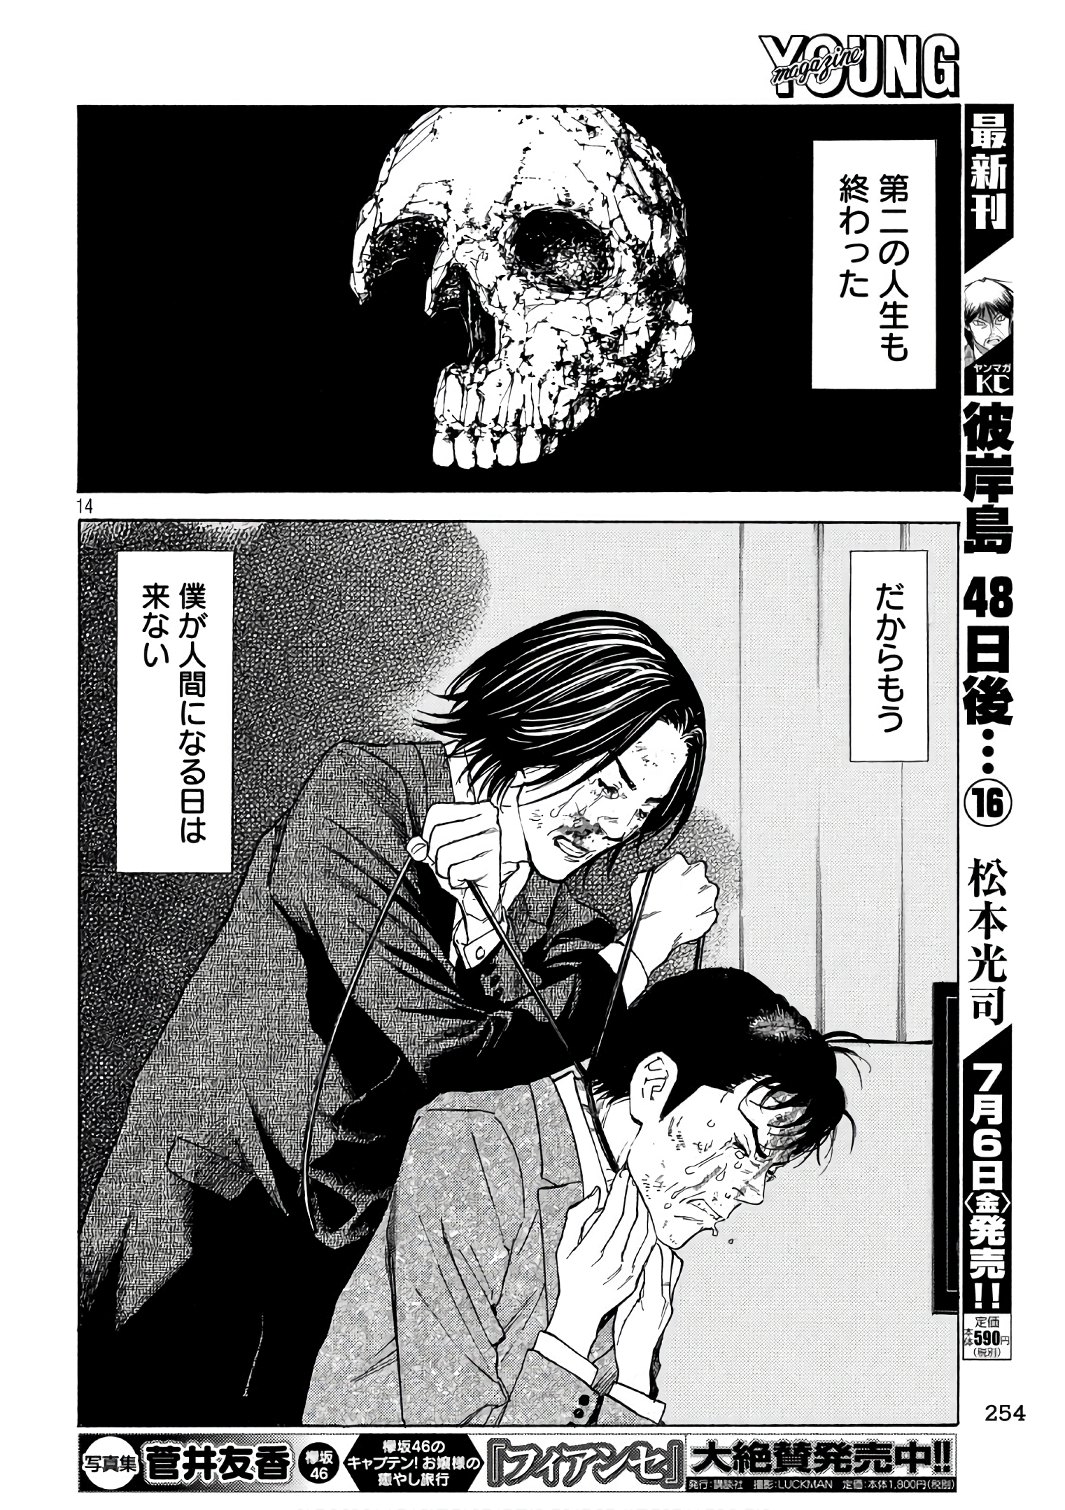 YOUNG
magazine
第二の人生も
終わった
14
だからもう
僕が人間になる日は
来ない
最新刊
ヤンマガ
KC
彼岸島 48日後…⑯
松本光司
7月6日〈金〉発売!!
定価
本体590円
(税別)
254
写真集
菅井友香
欅坂
46
欅坂46の
キャプテン!お嬢様の
癒やし旅行
『フィアンセ』
大絶賛発売中!!
発行:講談社 撮影:LUCKMAN 定価:本体1,800円(税別)